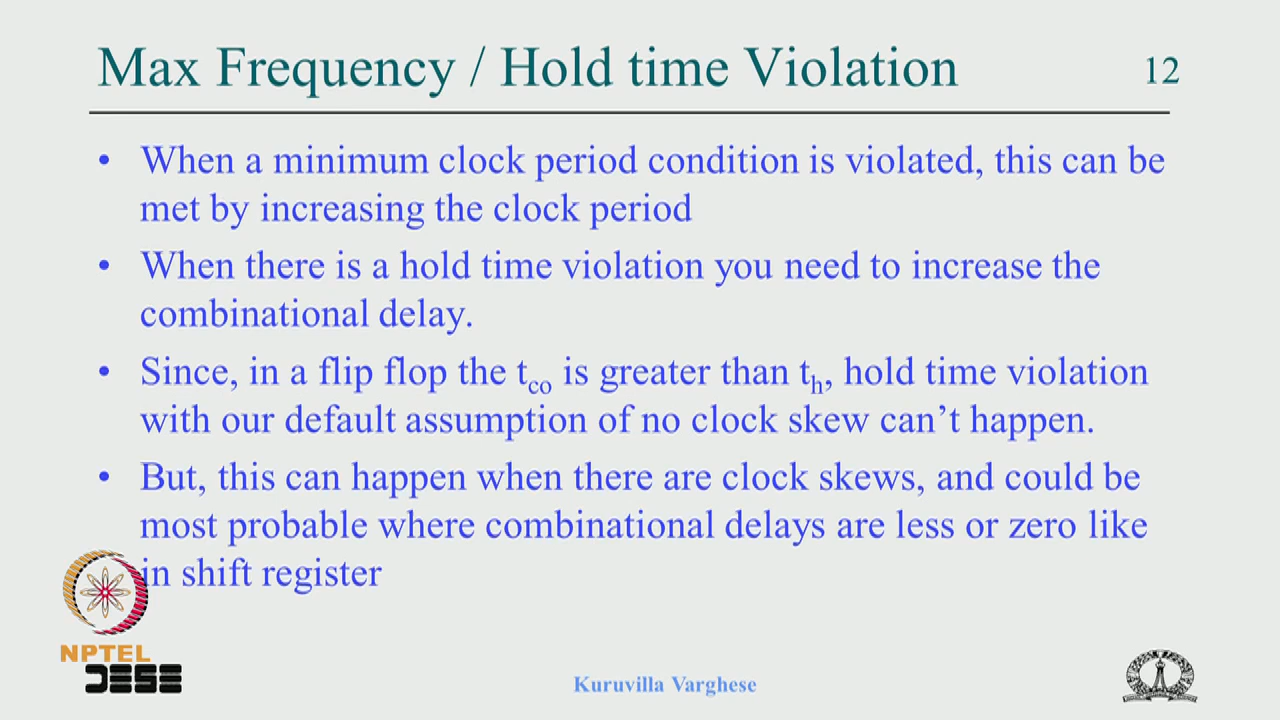 Max Frequency / Hold time Violation 12
• When a minimum clock period condition is violated, this can be
met by increasing the clock period
• When there is a hold time violation you need to increase the
combinational delay.
• Since, in a flip flop the tco is greater than th, hold time violation
with our default assumption of no clock skew can’t happen.
• But, this can happen when there are clock skews, and could be
most probable where combinational delays are less or zero like
in shift register
NPTEL
DESE
Kuruvilla Varghese